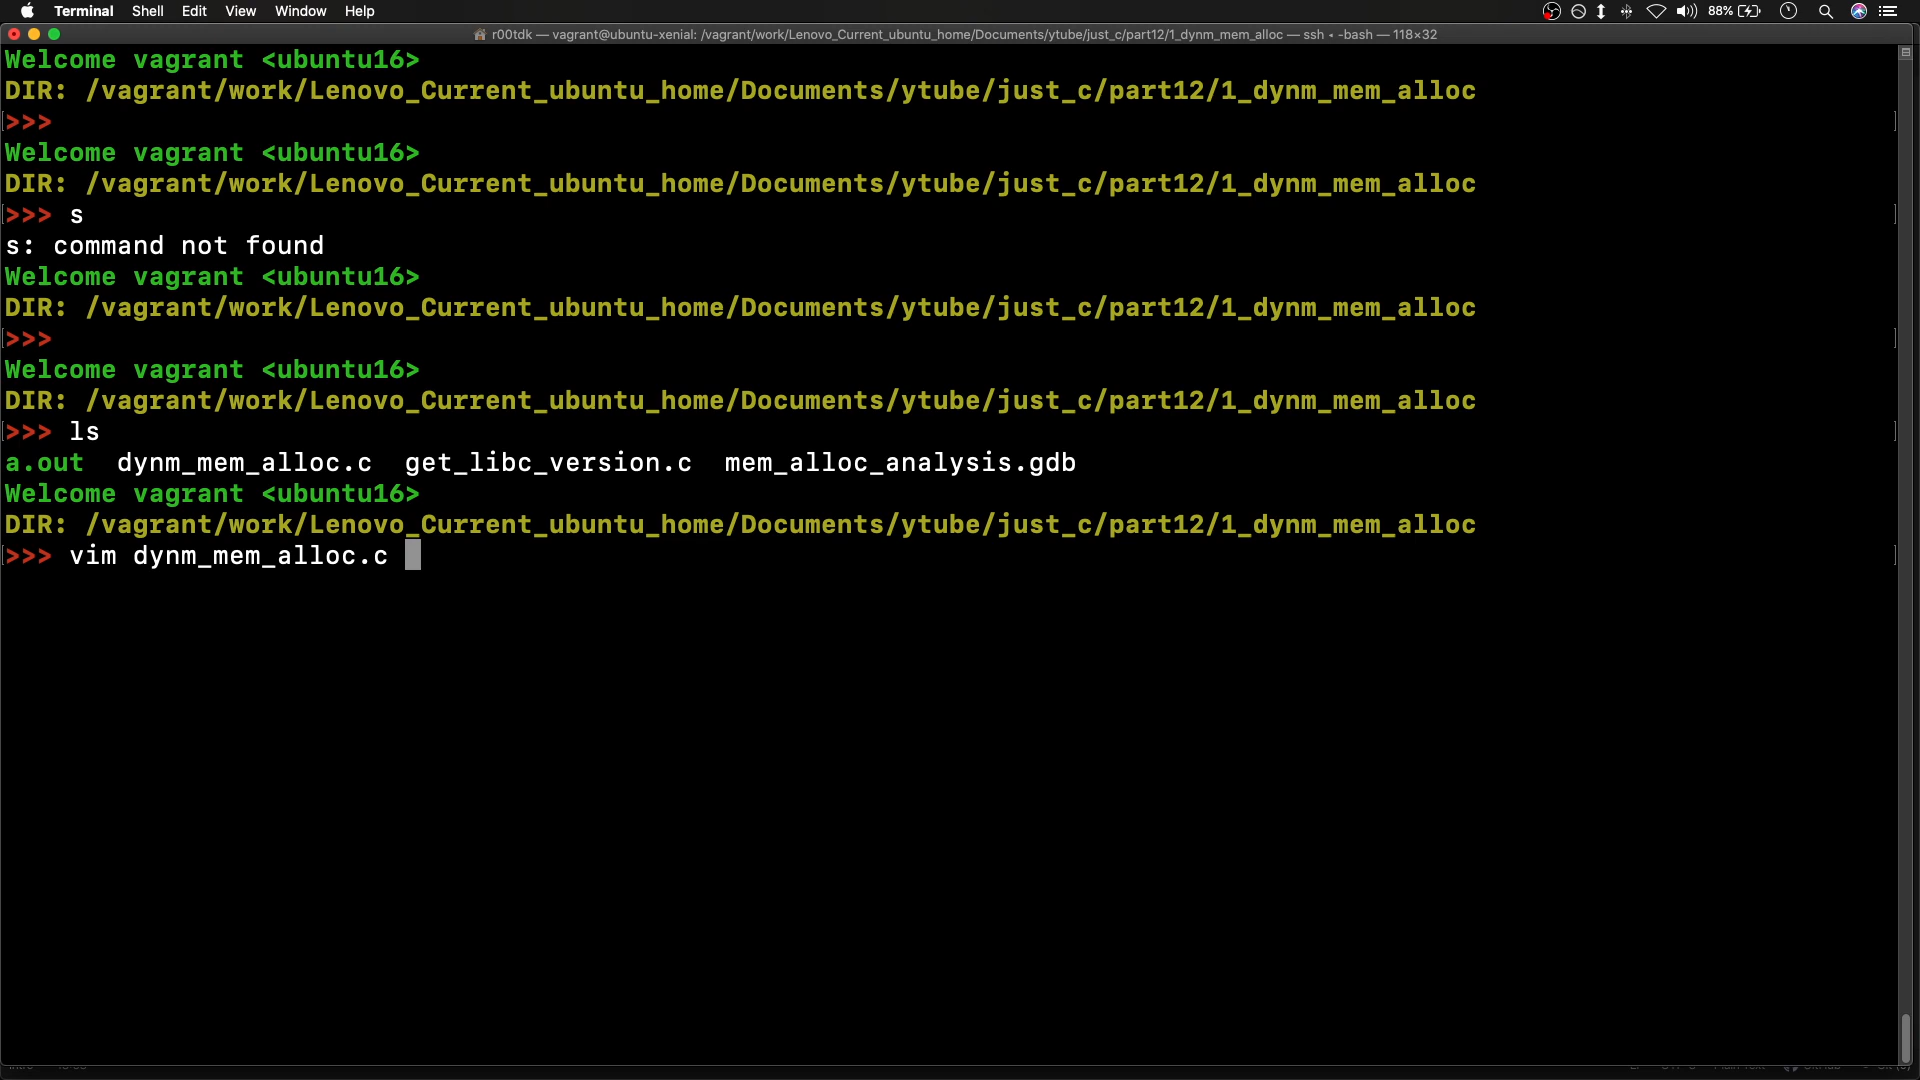 Terminal Shell Edit View Window Help 88%
r00tdk — vagrant@ubuntu-xenial: /vagrant/work/Lenovo_Current_ubuntu_home/Documents/ytube/just_c/part12/1_dynm_mem_alloc — ssh ◂ -bash — 118×32
Welcome vagrant <ubuntu16>
DIR: /vagrant/work/Lenovo_Current_ubuntu_home/Documents/ytube/just_c/part12/1_dynm_mem_alloc
[>>> ]
Welcome vagrant <ubuntu16>
DIR: /vagrant/work/Lenovo_Current_ubuntu_home/Documents/ytube/just_c/part12/1_dynm_mem_alloc
[>>> s ]
s: command not found
Welcome vagrant <ubuntu16>
DIR: /vagrant/work/Lenovo_Current_ubuntu_home/Documents/ytube/just_c/part12/1_dynm_mem_alloc
[>>> ]
Welcome vagrant <ubuntu16>
DIR: /vagrant/work/Lenovo_Current_ubuntu_home/Documents/ytube/just_c/part12/1_dynm_mem_alloc
[>>> ls ]
a.out dynm_mem_alloc.c get_libc_version.c mem_alloc_analysis.gdb
Welcome vagrant <ubuntu16>
DIR: /vagrant/work/Lenovo_Current_ubuntu_home/Documents/ytube/just_c/part12/1_dynm_mem_alloc
[>>> vim dynm_mem_alloc.c ]